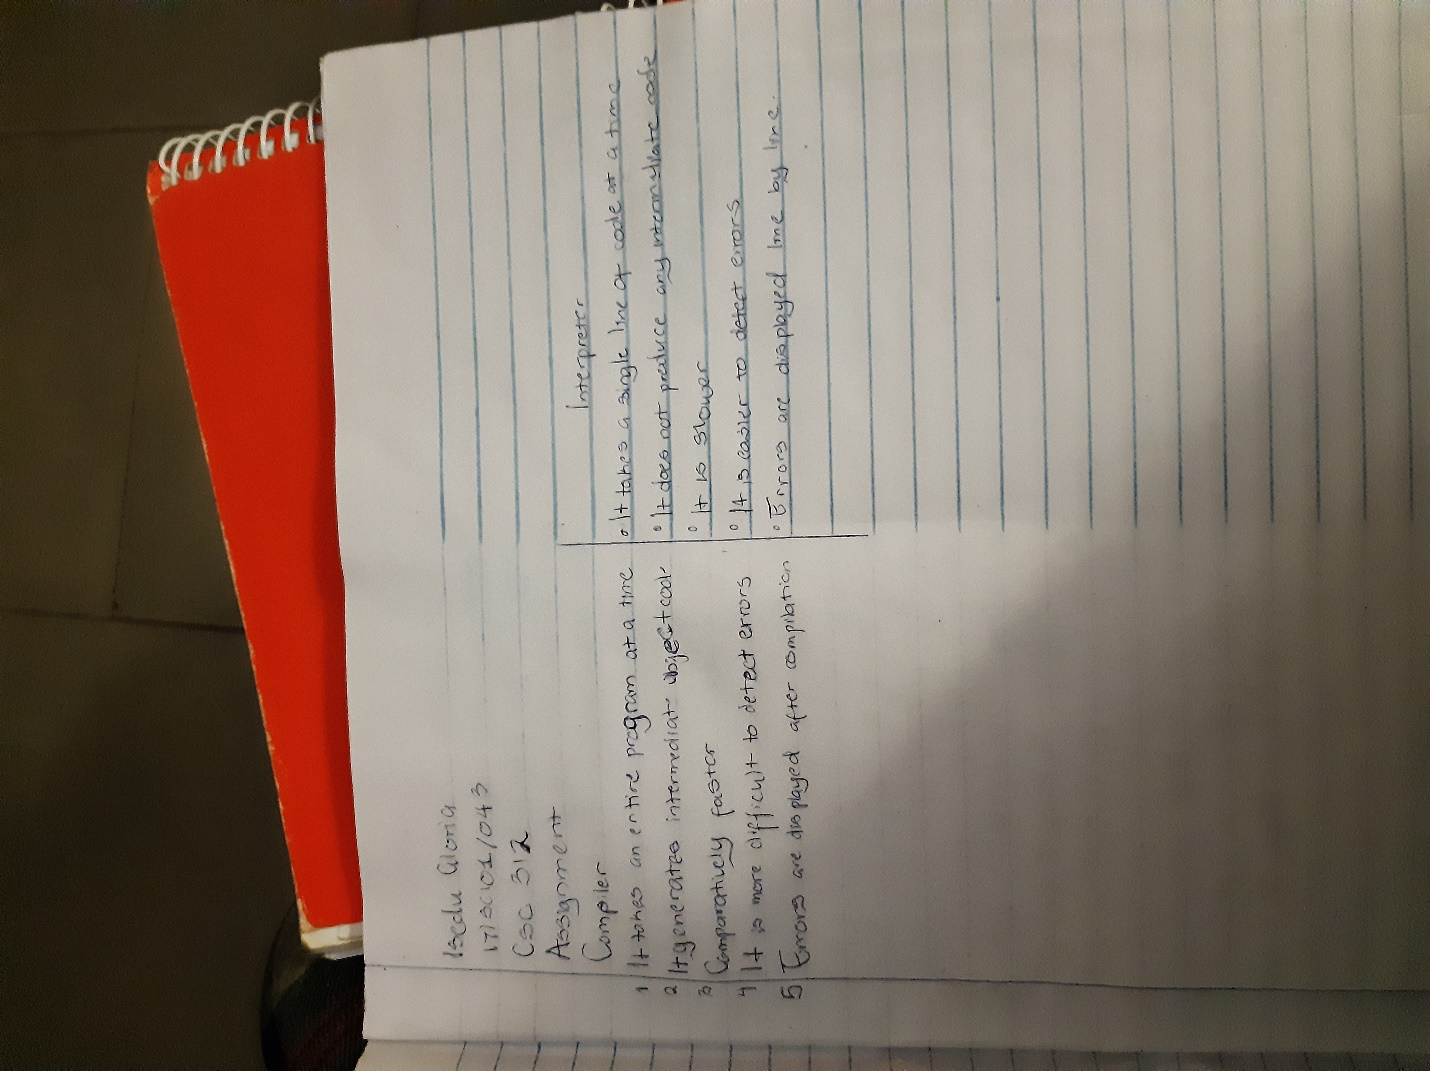 Isedu Gloria
17/SCI01/043
CSC 312
Assignment
Compiler
Interpreter
1 It takes an entire program at a time
° It takes a single line of code at a time
2 It generates intermediate object code
° It does not produce any intermediate code
3 Comparatively faster
° It is slower
4 It is more difficult to detect errors
° It is easier to detect errors
5 Errors are displayed after compilation
° Errors are displayed line by line.